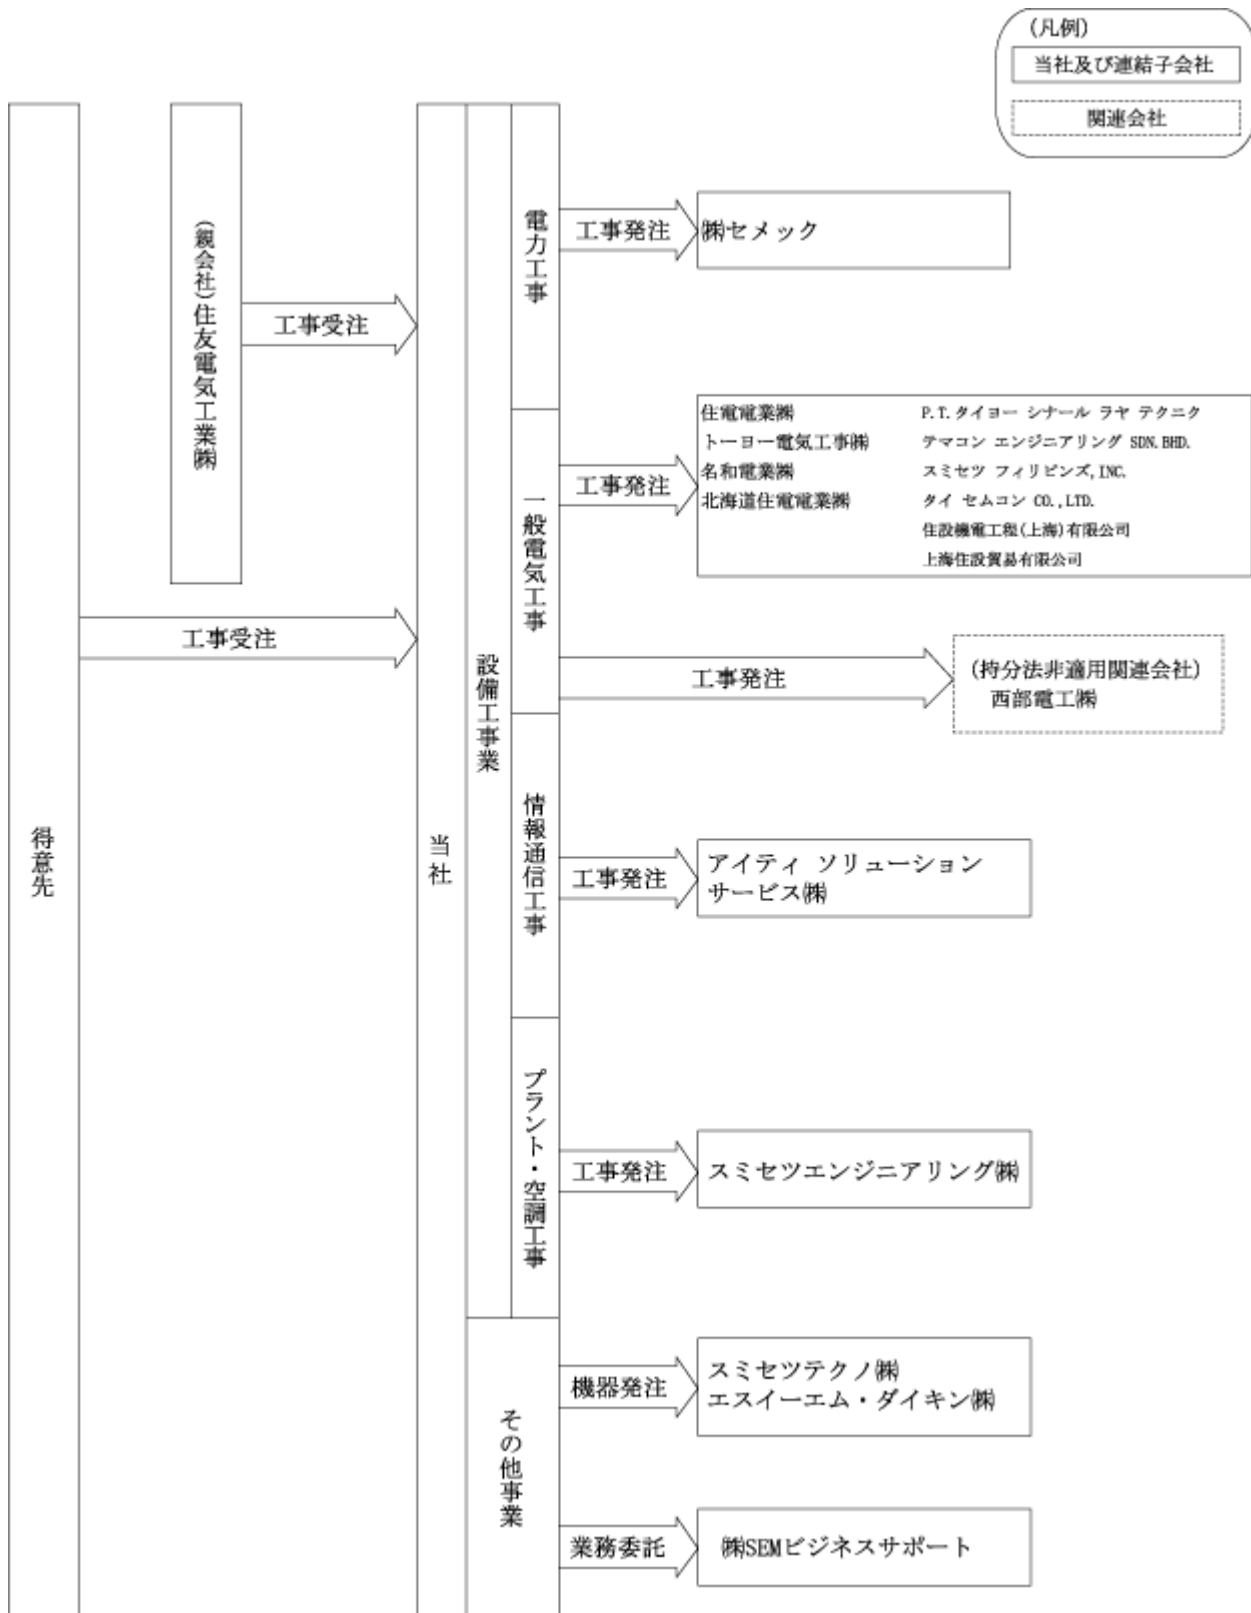 (凡例)
当社及び連結子会社
関連会社
得意先
(親会社)住友電気工業㈱
工事受注
工事受注
当社
設備工事業
電力工事
工事発注
㈱セメック
一般電気工事
工事発注
住電電業㈱
トーヨー電気工事㈱
名和電業㈱
北海道住電電業㈱
P.T.タイヨー シナール ラヤ テクニク
テマコン エンジニアリング SDN.BHD.
スミセツ フィリピンズ,INC.
タイ セムコン CO.,LTD.
住設機電工程(上海)有限公司
上海住設貿易有限公司
工事発注
(持分法非適用関連会社)
西部電工㈱
情報通信工事
工事発注
アイティ ソリューション
サービス㈱
プラント・空調工事
工事発注
スミセツエンジニアリング㈱
その他事業
機器発注
スミセツテクノ㈱
エスイーエム・ダイキン㈱
業務委託
㈱SEMビジネスサポート